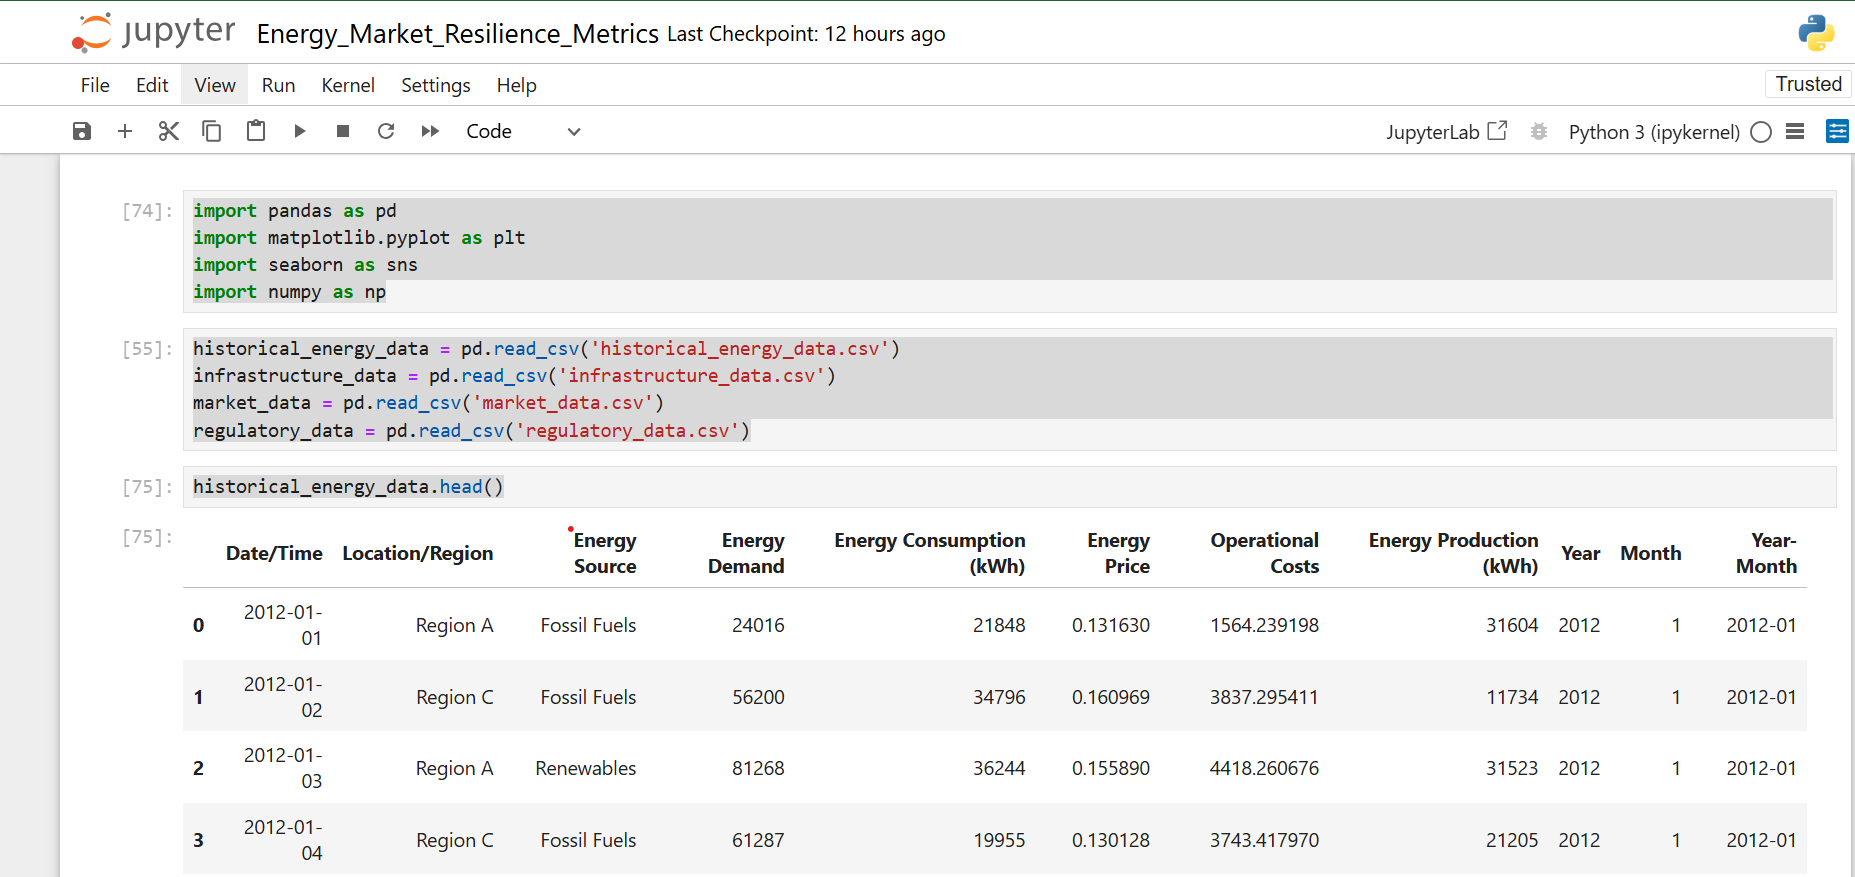 jupyter Energy_Market_Resilience_Metrics Last Checkpoint: 12 hours ago
File Edit View Run Kernel Settings Help Trusted
Code JupyterLab Python 3 (ipykernel)
[74]: import pandas as pd
import matplotlib.pyplot as plt
import seaborn as sns
import numpy as np
[55]: historical_energy_data = pd.read_csv('historical_energy_data.csv')
infrastructure_data = pd.read_csv('infrastructure_data.csv')
market_data = pd.read_csv('market_data.csv')
regulatory_data = pd.read_csv('regulatory_data.csv')
[75]: historical_energy_data.head()
[75]:
Date/Time Location/Region Energy Source Energy Demand Energy Consumption (kWh) Energy Price Operational Costs Energy Production (kWh) Year Month Year-Month
0 2012-01-01 Region A Fossil Fuels 24016 21848 0.131630 1564.239198 31604 2012 1 2012-01
1 2012-01-02 Region C Fossil Fuels 56200 34796 0.160969 3837.295411 11734 2012 1 2012-01
2 2012-01-03 Region A Renewables 81268 36244 0.155890 4418.260676 31523 2012 1 2012-01
3 2012-01-04 Region C Fossil Fuels 61287 19955 0.130128 3743.417970 21205 2012 1 2012-01